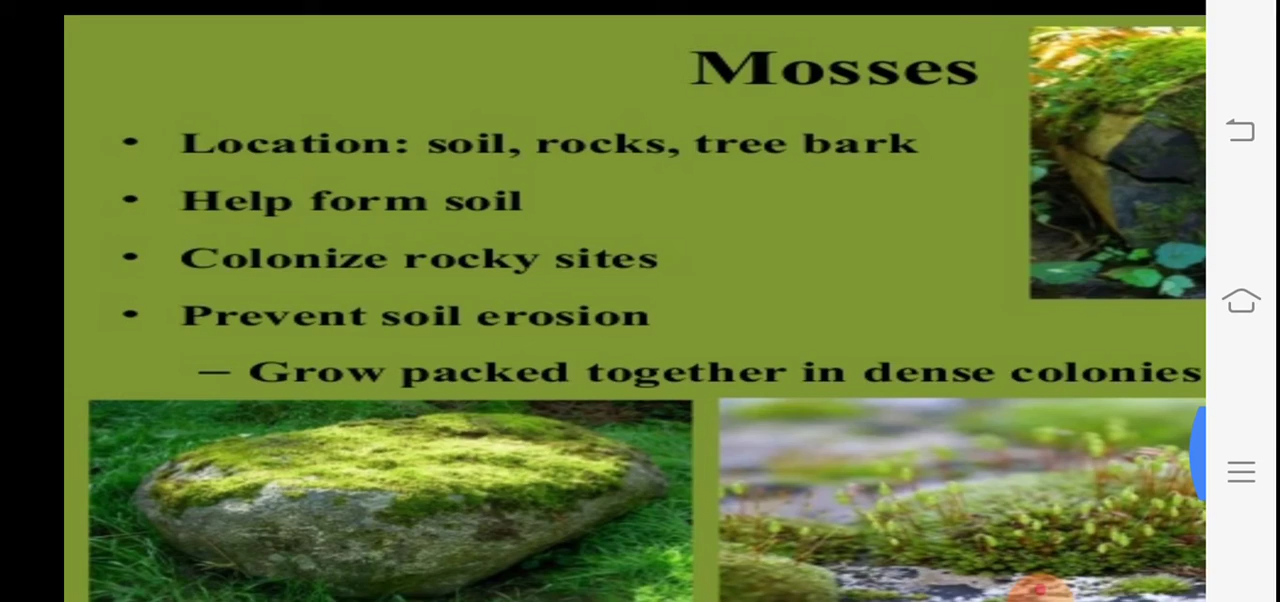 Mosses
• Location: soil, rocks, tree bark
• Help form soil
• Colonize rocky sites
• Prevent soil erosion
– Grow packed together in dense colonies